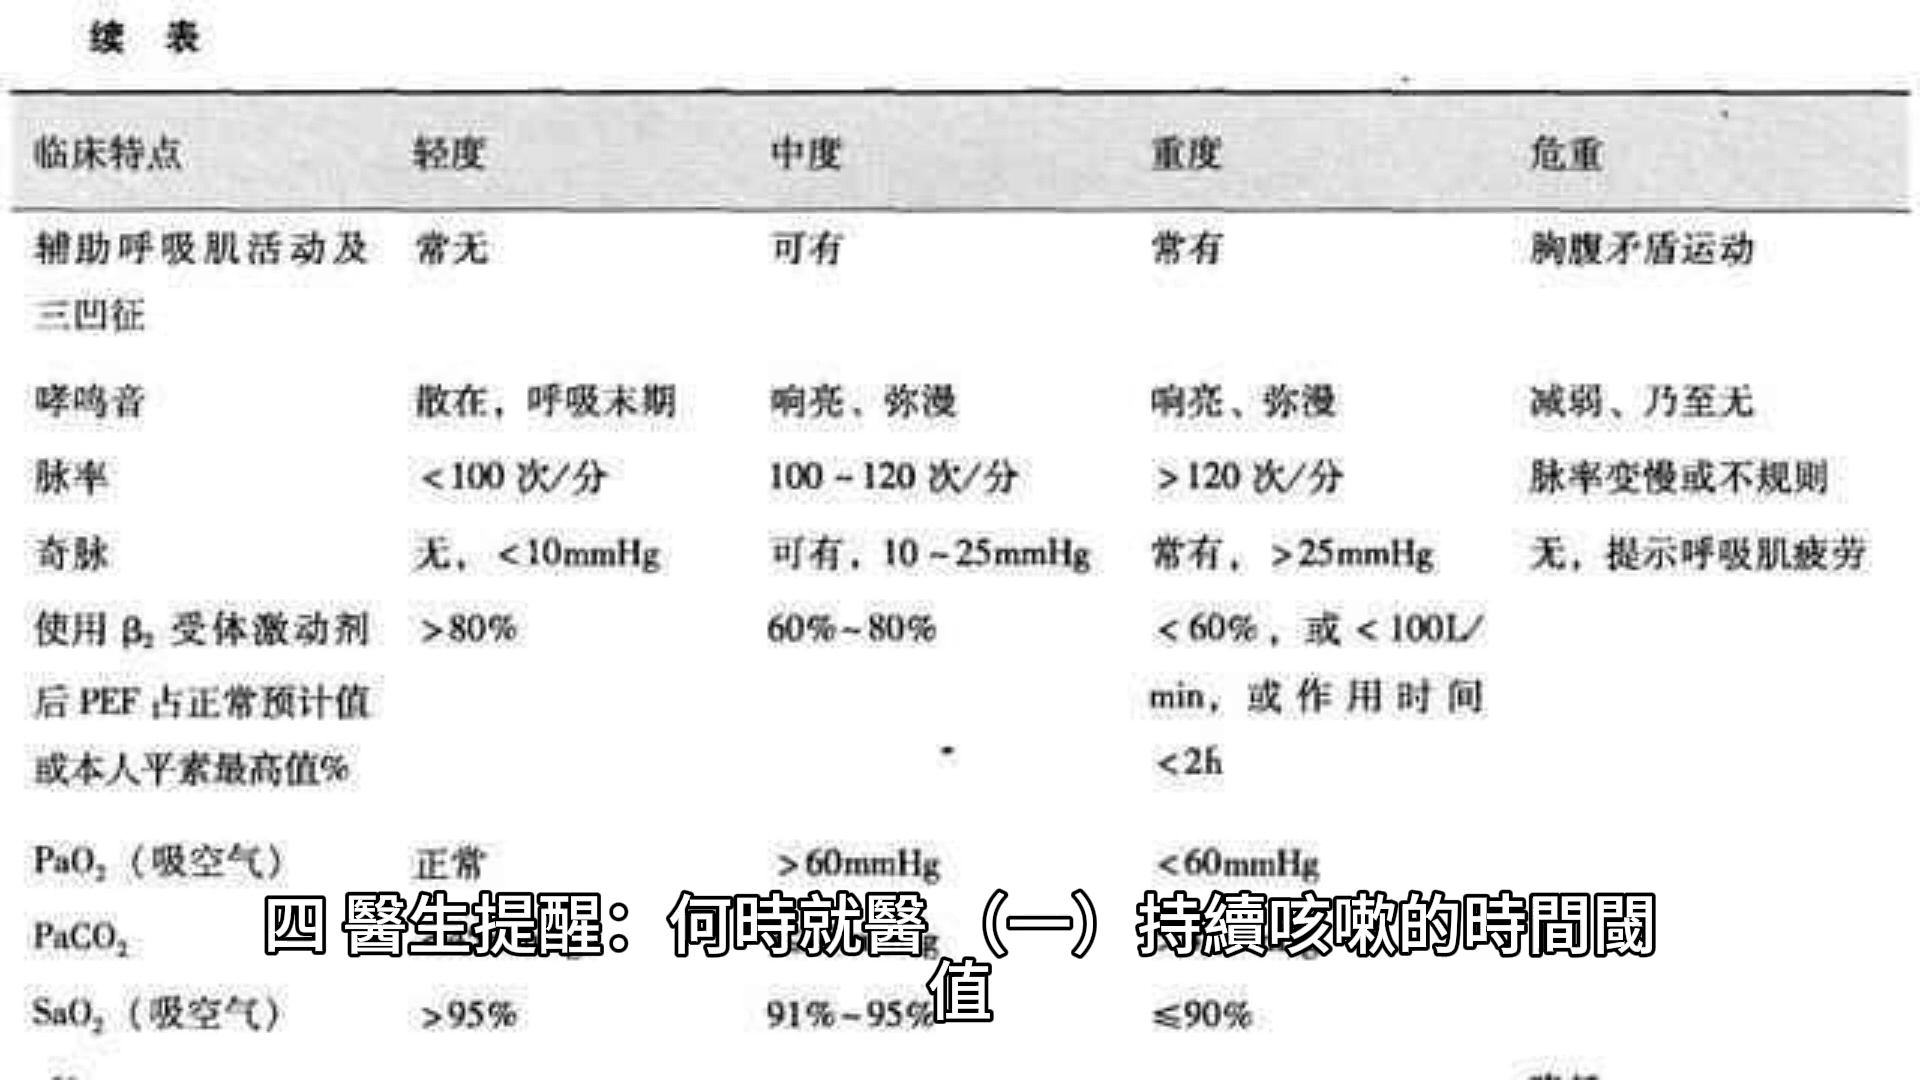 续 表
临床特点 轻度 中度 重度 危重
辅助呼吸肌活动及 常无 可有 常有 胸腹矛盾运动
三凹征
哮鸣音 散在，呼吸末期 响亮、弥漫 响亮、弥漫 减弱、乃至无
脉率 <100 次/分 100~120 次/分 >120 次/分 脉率变慢或不规则
奇脉 无，<10mmHg 可有，10~25mmHg 常有，>25mmHg 无，提示呼吸肌疲劳
使用 β₂ 受体激动剂 >80% 60%~80% <60%，或 <100L/
后 PEF 占正常预计值 min，或作用时间
或本人平素最高值% <2h
PaO₂（吸空气） 正常 >60mmHg <60mmHg
PaCO₂
四 醫生提醒：何時就醫 （一）持續咳嗽的時間閾
值
SaO₂（吸空气） >95% 91%~95% ≤90%